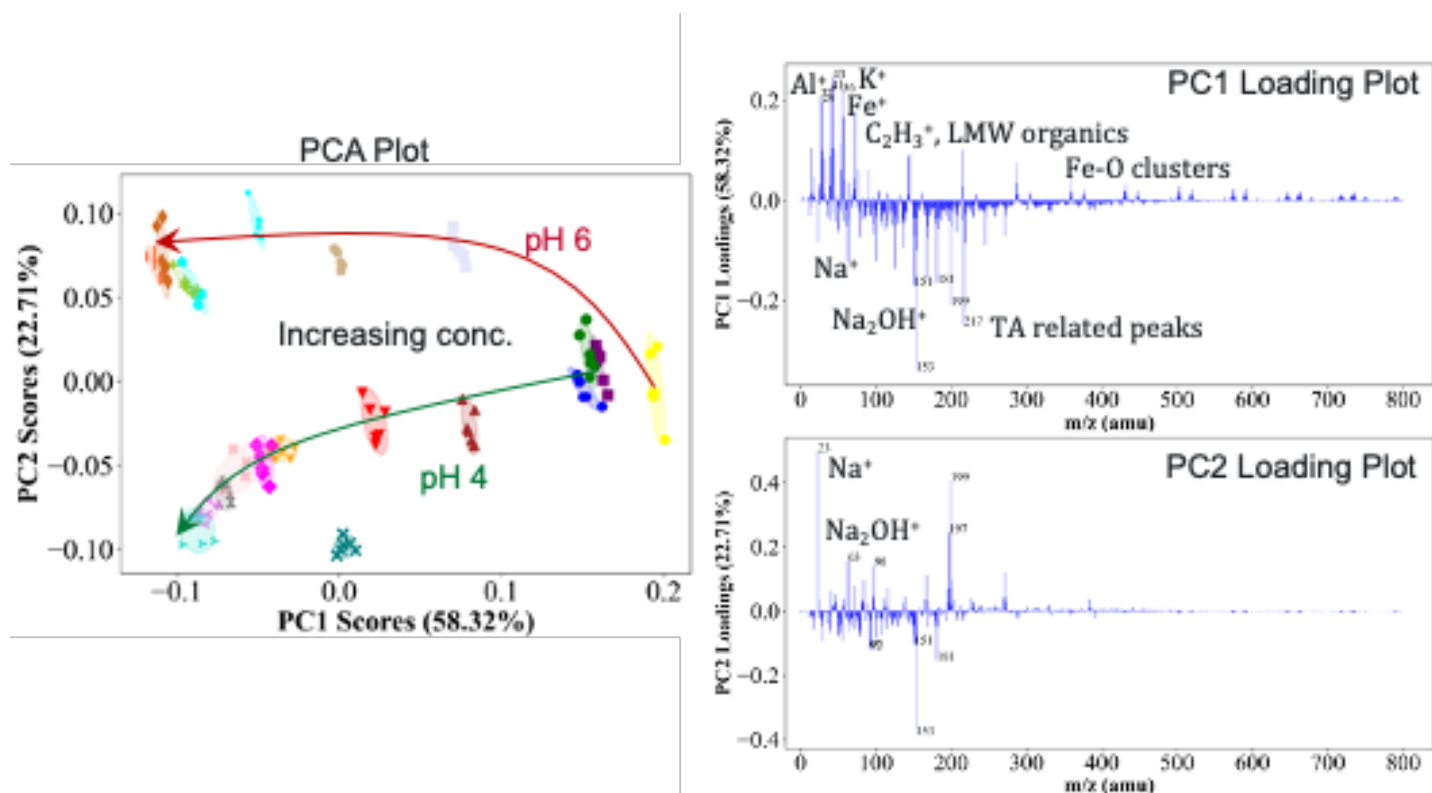 PCA Plot
0.10
0.05
0.00
−0.05
−0.10
PC2 Scores (22.71%)
pH 6
Increasing conc.
pH 4
−0.1
0.0
0.1
0.2
PC1 Scores (58.32%)
PC1 Loading Plot
Al⁺
K⁺
Fe⁺
C₂H₃⁺, LMW organics
Fe-O clusters
Na⁺
Na₂OH⁺
TA related peaks
151
181
199
217
153
0.2
0.0
−0.2
PC1 Loadings (58.32%)
0
100
200
300
400
500
600
700
800
m/z (amu)
PC2 Loading Plot
23
Na⁺
199
197
Na₂OH⁺
63
151
181
0.4
0.2
0.0
−0.2
−0.4
PC2 Loadings (22.71%)
0
100
200
300
400
500
600
700
800
m/z (amu)